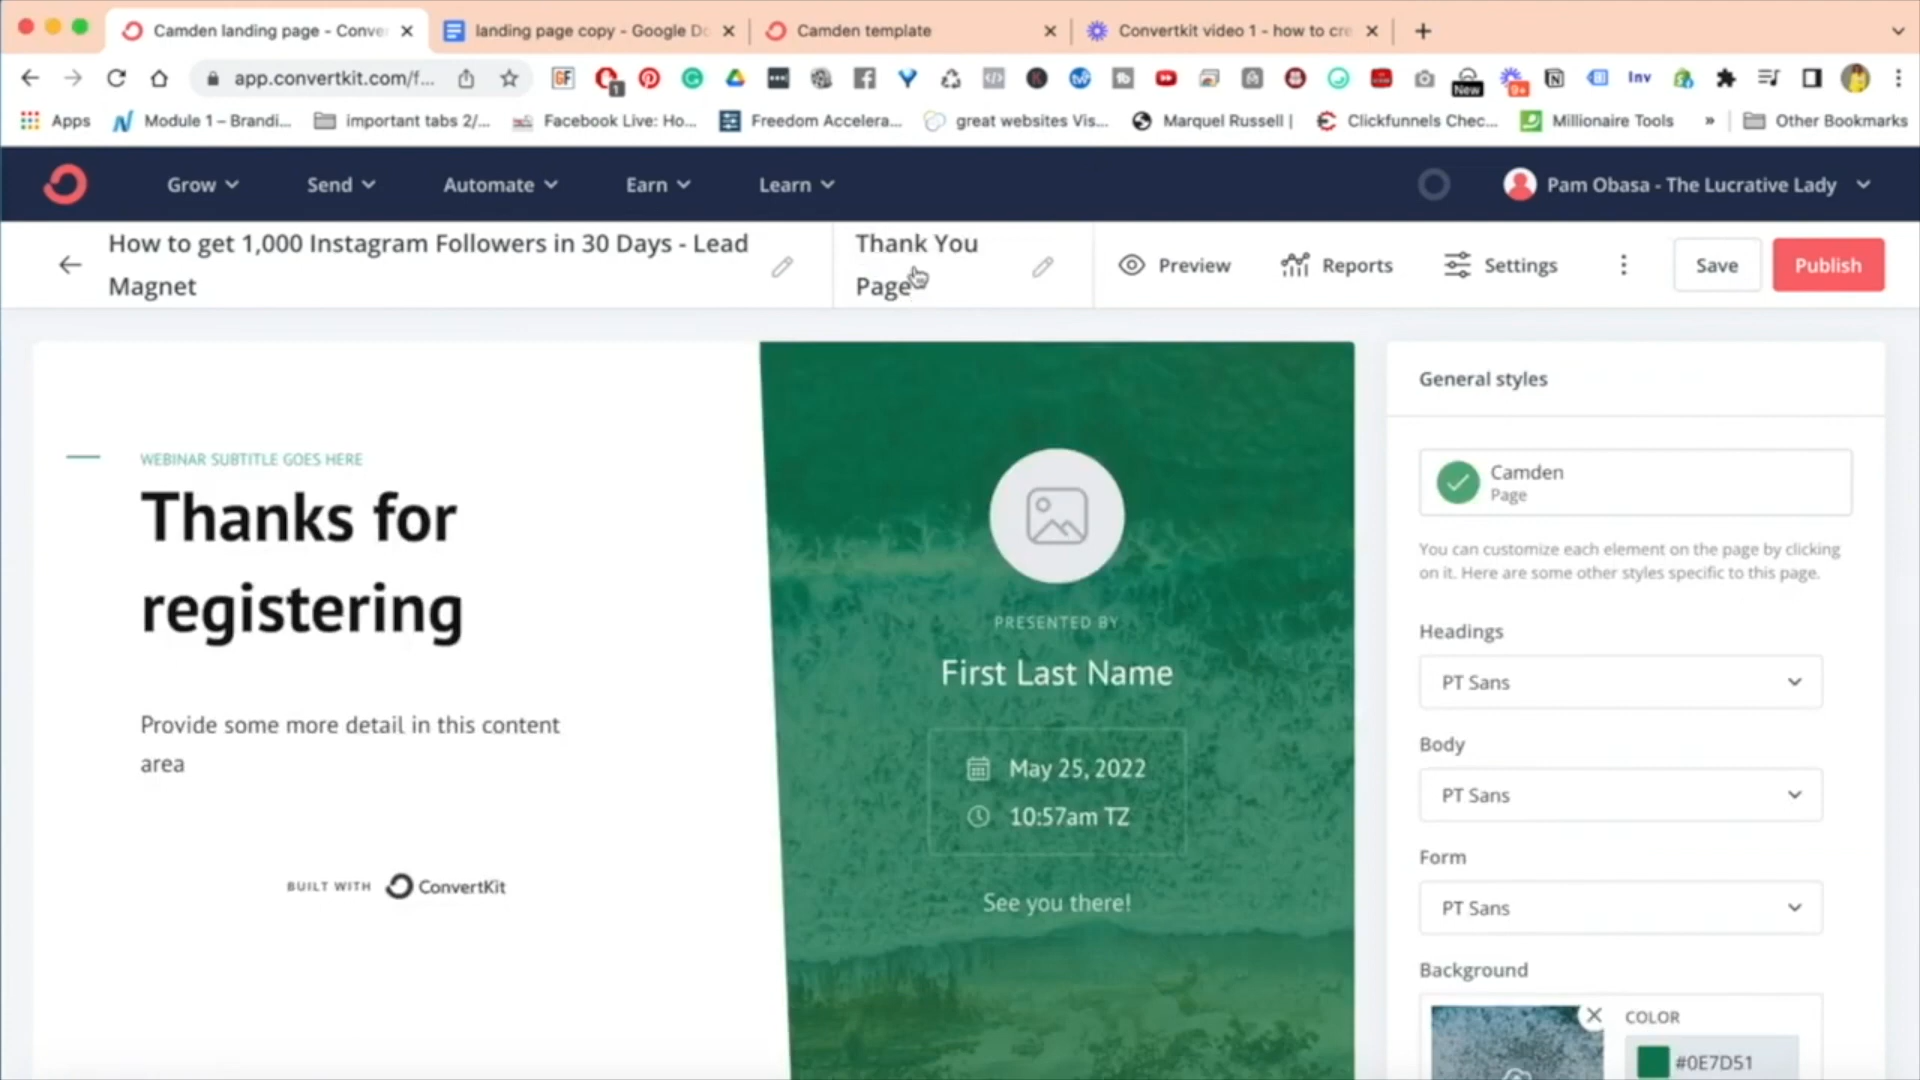 Camden landing page - Conve
landing page copy - Google Do
Camden template
Convertkit video 1 - how to cre
app.convertkit.com/f...
GF
1
New
9+
Inv
Apps
Module 1 – Brandi...
important tabs 2/...
Facebook Live: Ho...
Freedom Accelera...
great websites Vis...
Marquel Russell |
Clickfunnels Chec...
Millionaire Tools
»
Other Bookmarks
Grow
Send
Automate
Earn
Learn
Pam Obasa - The Lucrative Lady
How to get 1,000 Instagram Followers in 30 Days - Lead
Magnet
Thank You
Page
Preview
Reports
Settings
Save
Publish
WEBINAR SUBTITLE GOES HERE
Thanks for
registering
Provide some more detail in this content
area
BUILT WITH ConvertKit
PRESENTED BY
First Last Name
May 25, 2022
10:57am TZ
See you there!
General styles
Camden
Page
You can customize each element on the page by clicking
on it. Here are some other styles specific to this page.
Headings
PT Sans
Body
PT Sans
Form
PT Sans
Background
COLOR
#0E7D51